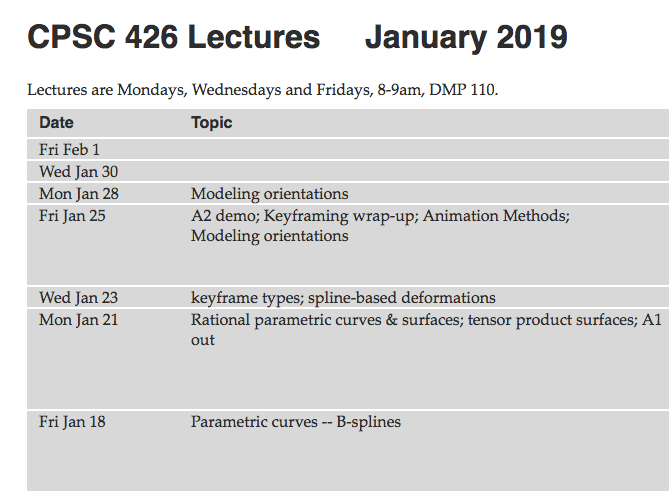 CPSC 426 Lectures January 2019
Lectures are Mondays, Wednesdays and Fridays, 8-9am, DMP 110.
Date Topic
Fri Feb 1
Wed Jan 30
Mon Jan 28 Modeling orientations
Fri Jan 25 A2 demo; Keyframing wrap-up; Animation Methods;
Modeling orientations
Wed Jan 23 keyframe types; spline-based deformations
Mon Jan 21 Rational parametric curves & surfaces; tensor product surfaces; A1
out
Fri Jan 18 Parametric curves -- B-splines